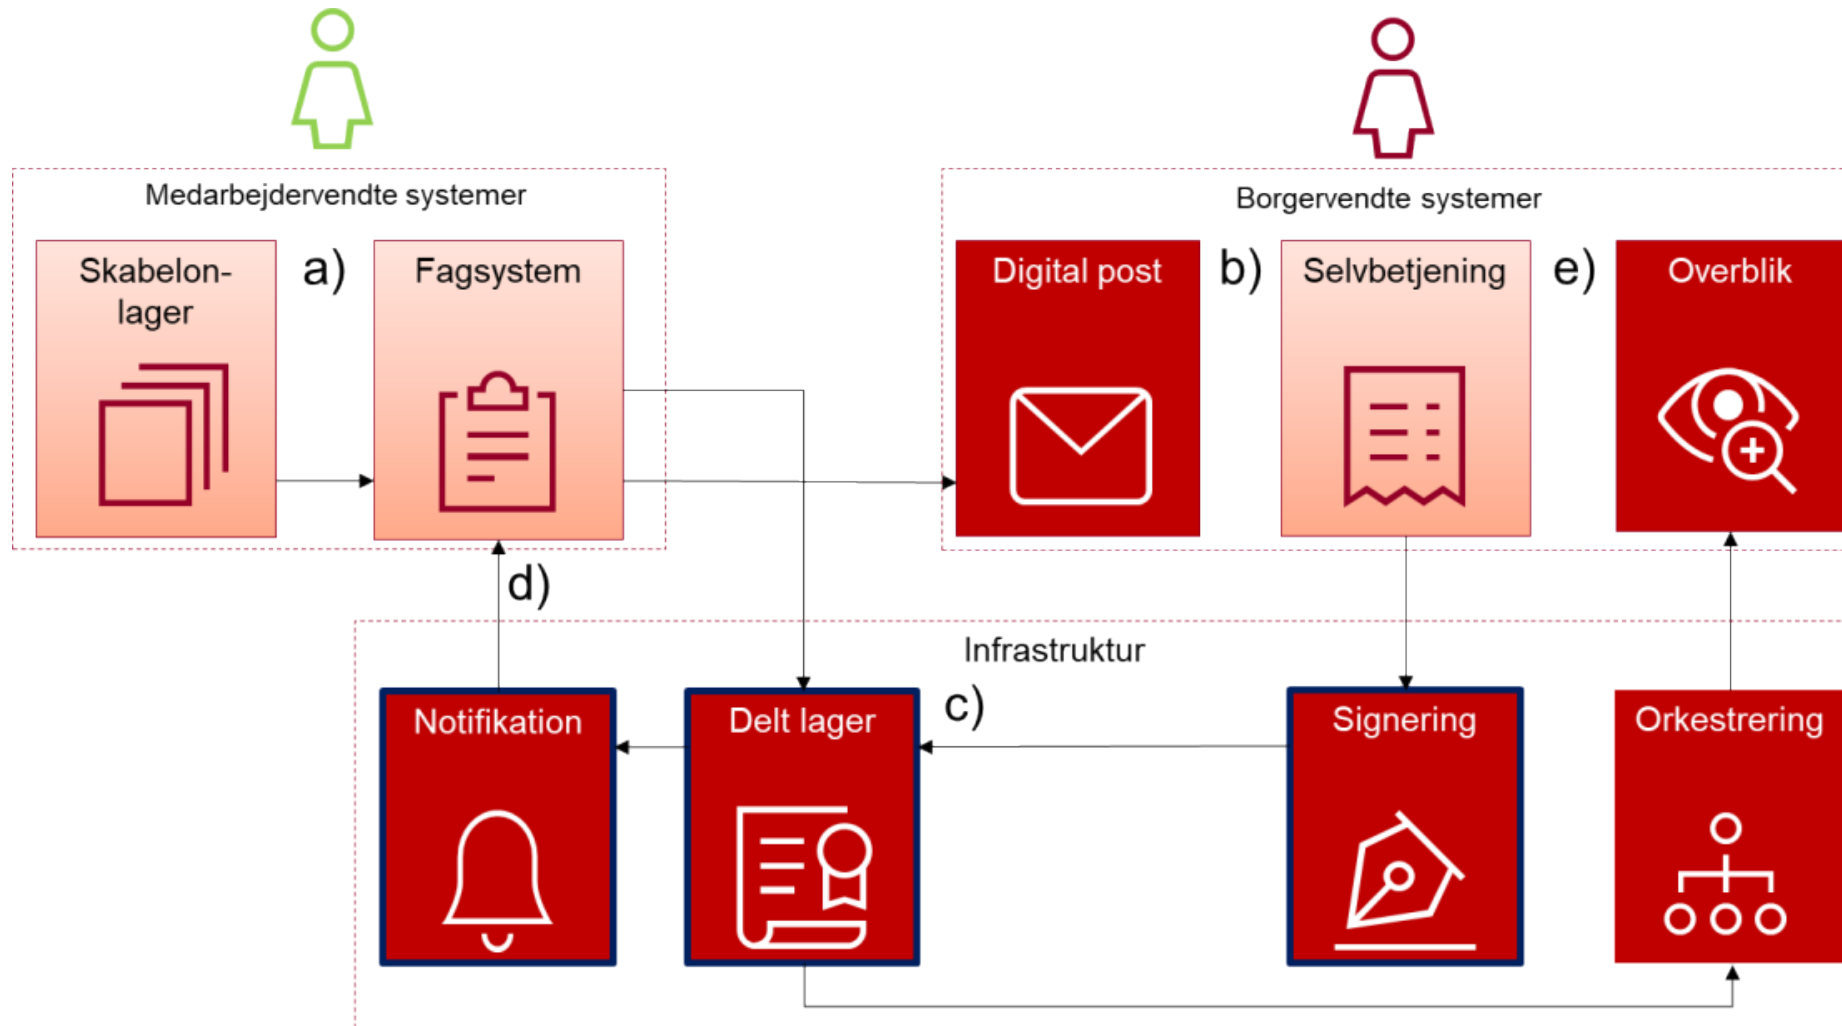 Medarbejdervendte systemer
Skabelon-
lager
a)
Fagsystem
d)
Borgervendte systemer
Digital post
b)
Selvbetjening
e)
Overblik
Infrastruktur
Notifikation
Delt lager
c)
Signering
Orkestrering